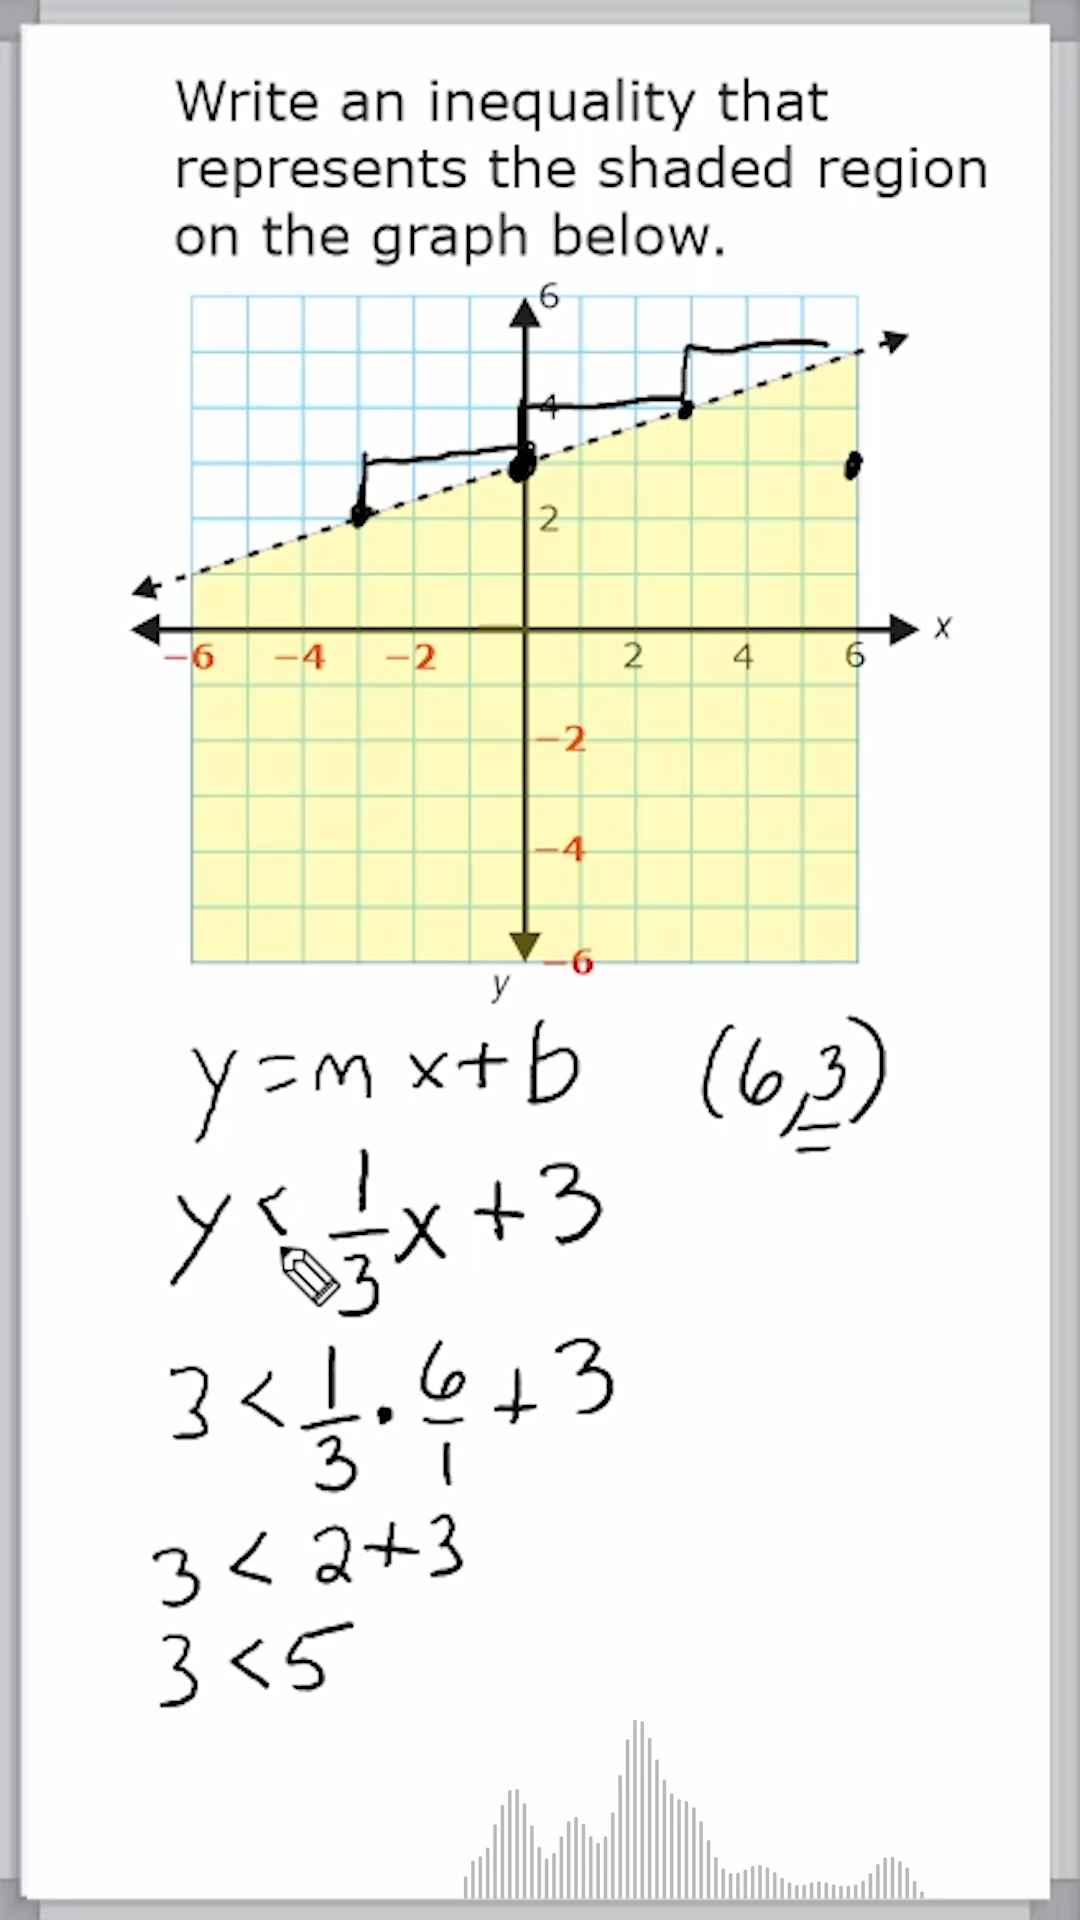 Write an inequality that
represents the shaded region
on the graph below.
6
4
2
x
−6 −4 −2 2 4 6
−2
−4
−6
y
y = m x + b (6,3)
y < 1/3 x + 3
3 < 1/3 · 6/1 + 3
3 < 2 + 3
3 < 5